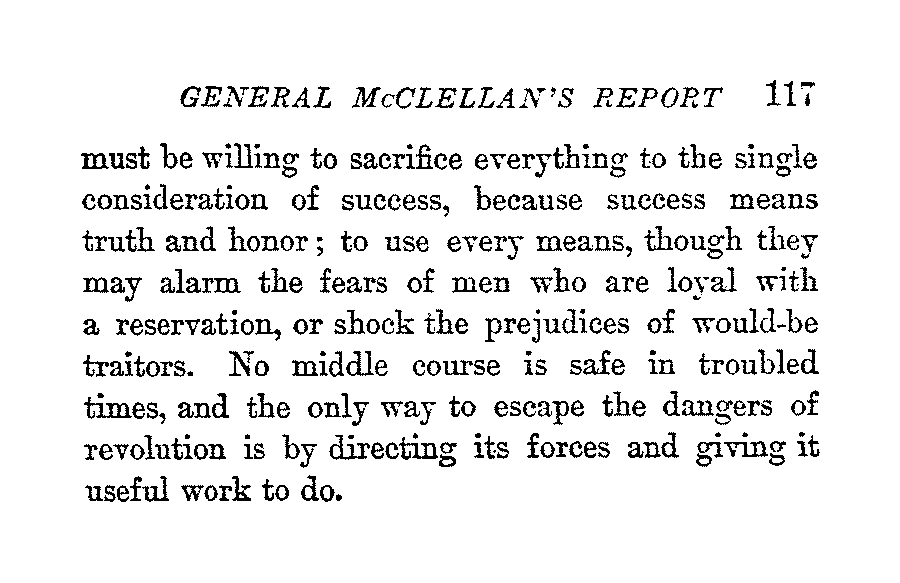 GENERAL McCLELLAN'S REPORT 117
must be willing to sacrifice everything to the single
consideration of success, because success means
truth and honor; to use every means, though they
may alarm the fears of men who are loyal with
a reservation, or shock the prejudices of would-be
traitors. No middle course is safe in troubled
times, and the only way to escape the dangers of
revolution is by directing its forces and giving it
useful work to do.